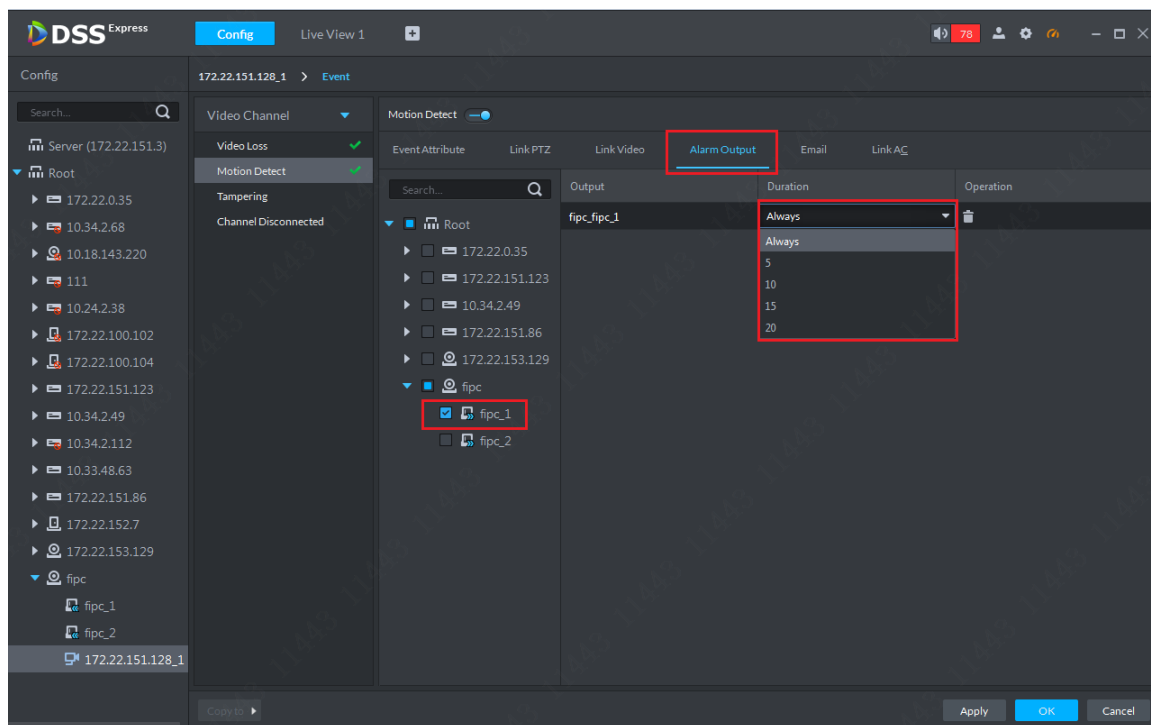 DSS Express
Config
Live View 1
78
Config
172.22.151.128_1 > Event
Search...
Server (172.22.151.3)
Root
172.22.0.35
10.34.2.68
10.18.143.220
111
10.24.2.38
172.22.100.102
172.22.100.104
172.22.151.123
10.34.2.49
10.34.2.112
10.33.48.63
172.22.151.86
172.22.152.7
172.22.153.129
fipc
fipc_1
fipc_2
172.22.151.128_1
Video Channel
Video Loss
Motion Detect
Tampering
Channel Disconnected
Motion Detect
Event Attribute
Link PTZ
Link Video
Alarm Output
Email
Link AC
Search...
Root
172.22.0.35
172.22.151.123
10.34.2.49
172.22.151.86
172.22.153.129
fipc
fipc_1
fipc_2
Output
Duration
Operation
fipc_fipc_1
Always
Always
5
10
15
20
Copy to
Apply
OK
Cancel